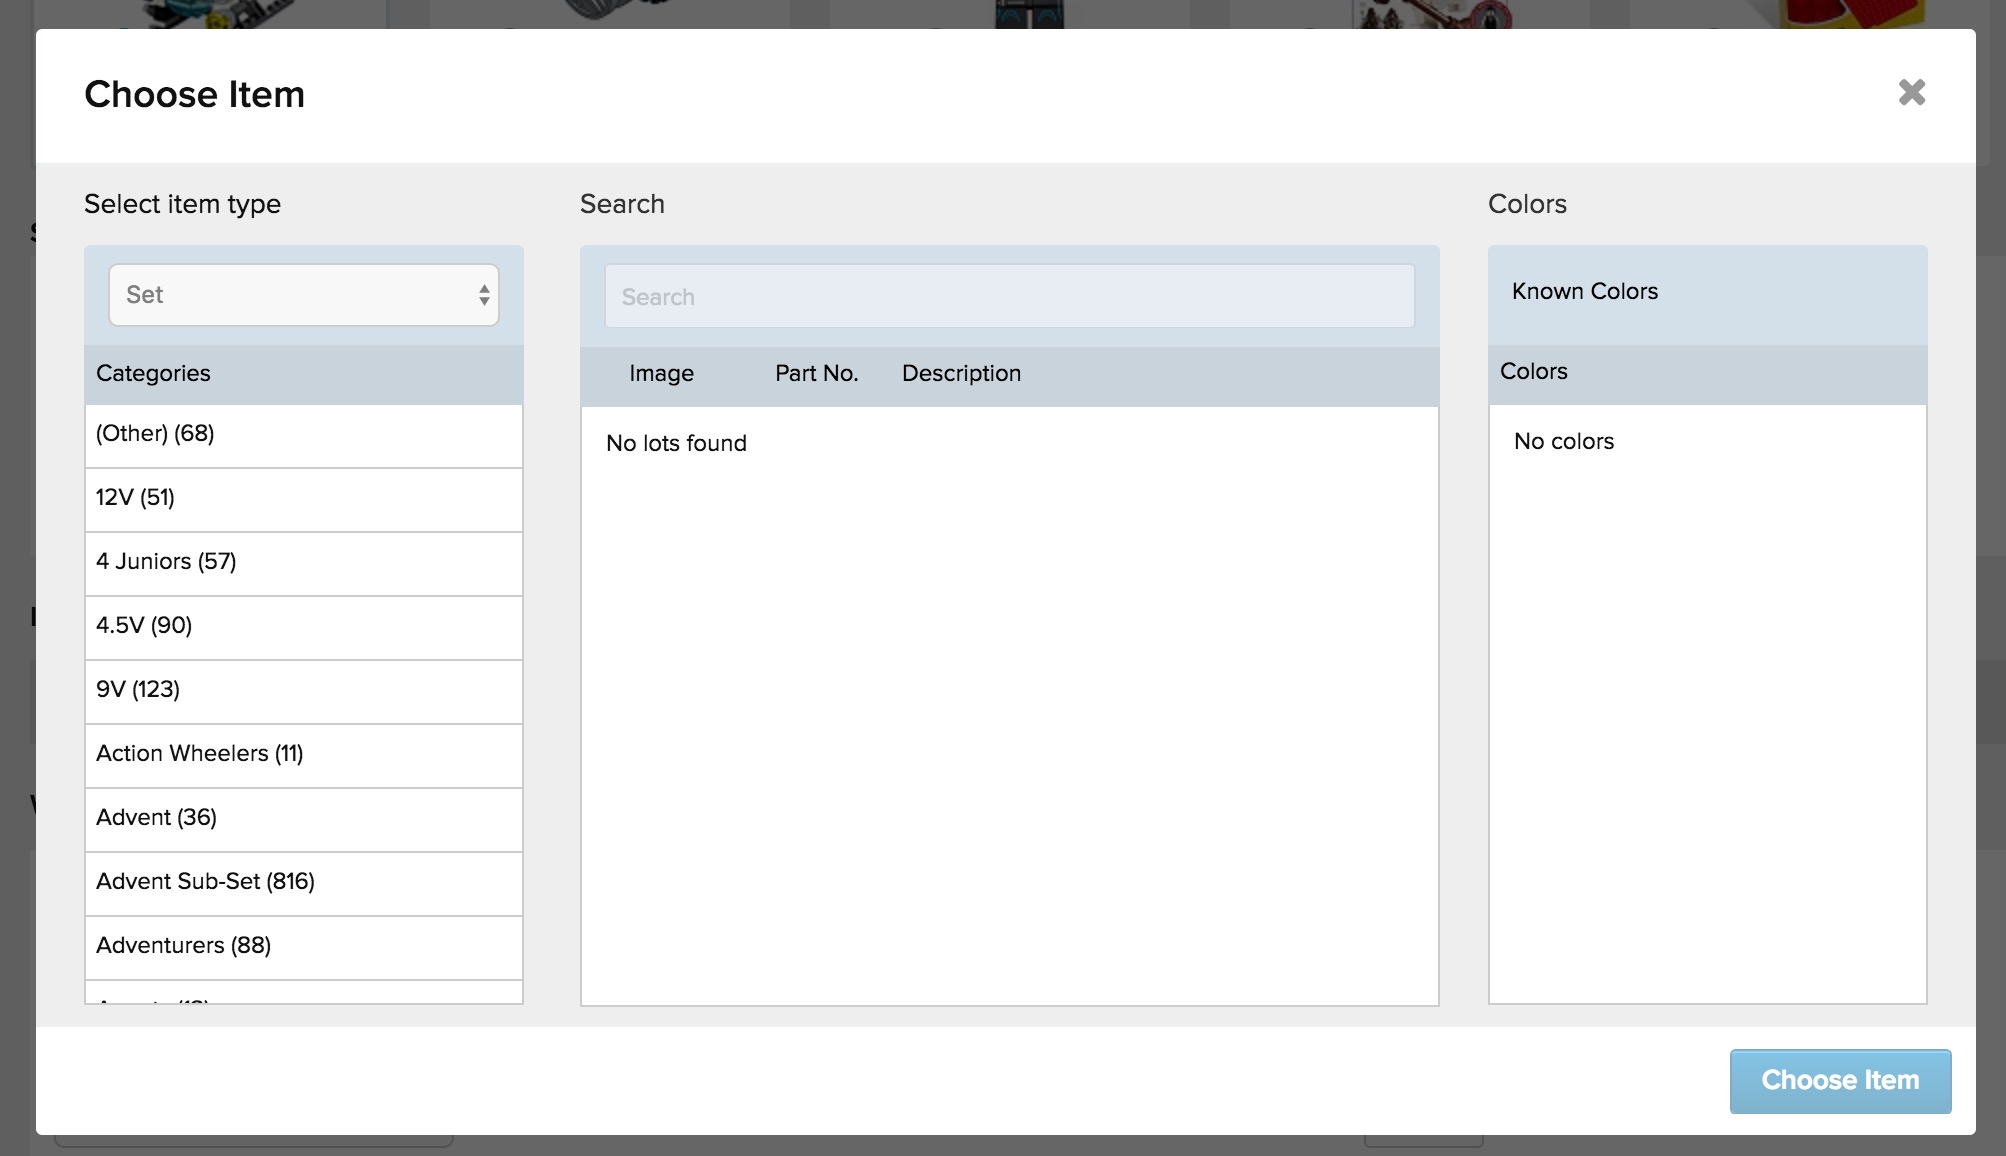 Choose Item
Select item type
Search
Colors
Set
Search
Known Colors
Categories
Image Part No. Description
Colors
(Other) (68)
No lots found
No colors
12V (51)
4 Juniors (57)
4.5V (90)
9V (123)
Action Wheelers (11)
Advent (36)
Advent Sub-Set (816)
Adventurers (88)
Choose Item